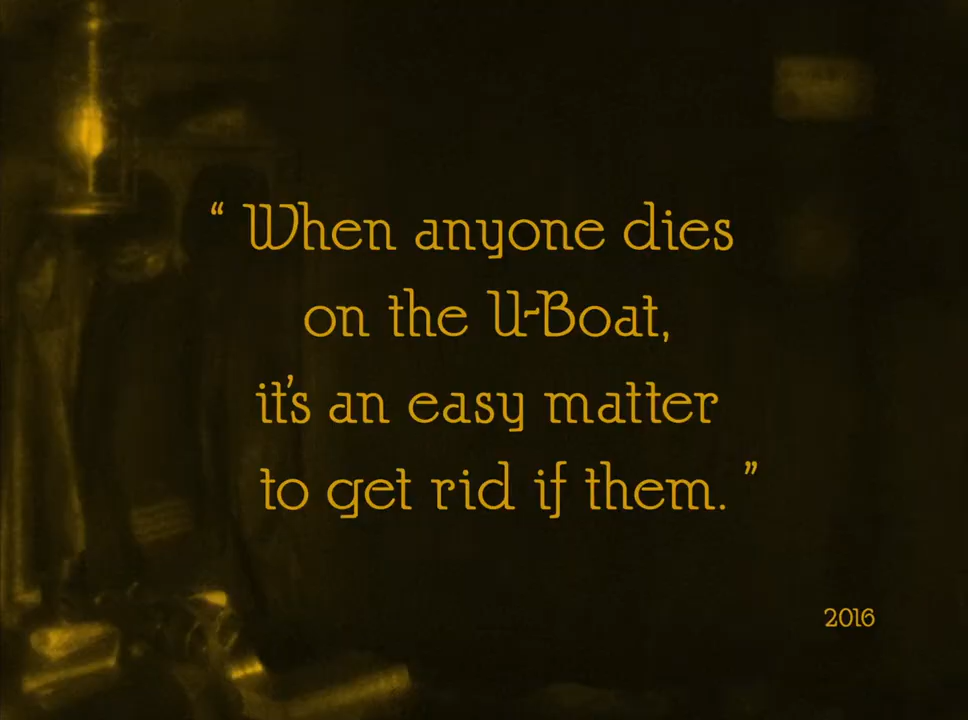 “ When anyone dies
on the U-Boat,
it's an easy matter
to get rid if them. ”
2016